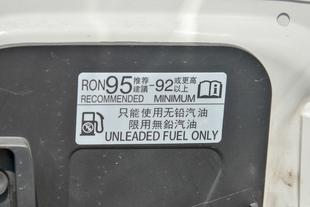 RON95 推荐 建議 -92 或更高 以上
RECOMMENDED MINIMUM
只能使用无铅汽油
限用無鉛汽油
UNLEADED FUEL ONLY